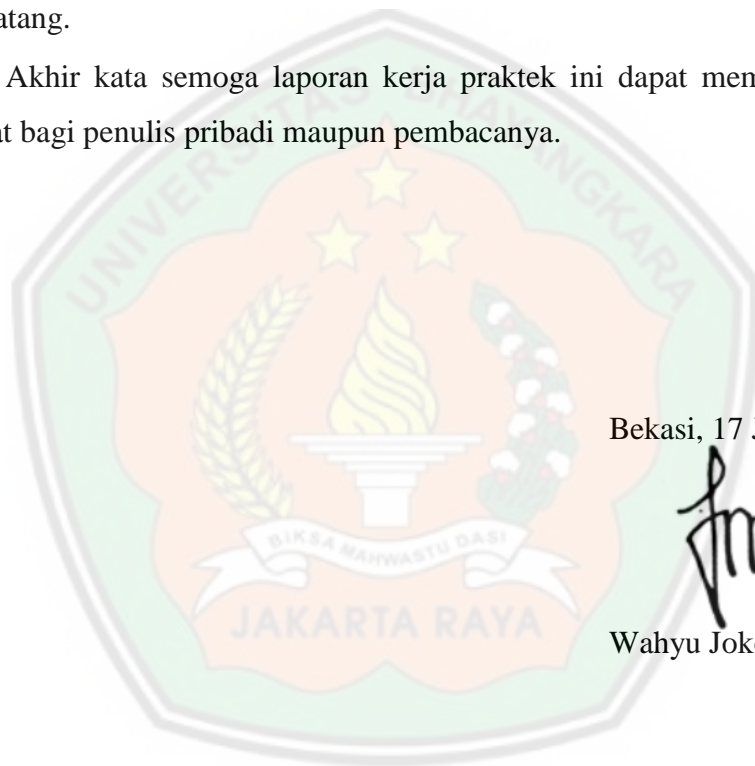 atang.
Akhir kata semoga laporan kerja praktek ini dapat mem
at bagi penulis pribadi maupun pembacanya.
UNIVERSITAS BHAYANGKARA
Bekasi, 17 J
BIKSA MAHWASTU DASI
JAKARTA RAYA
Wahyu Jok